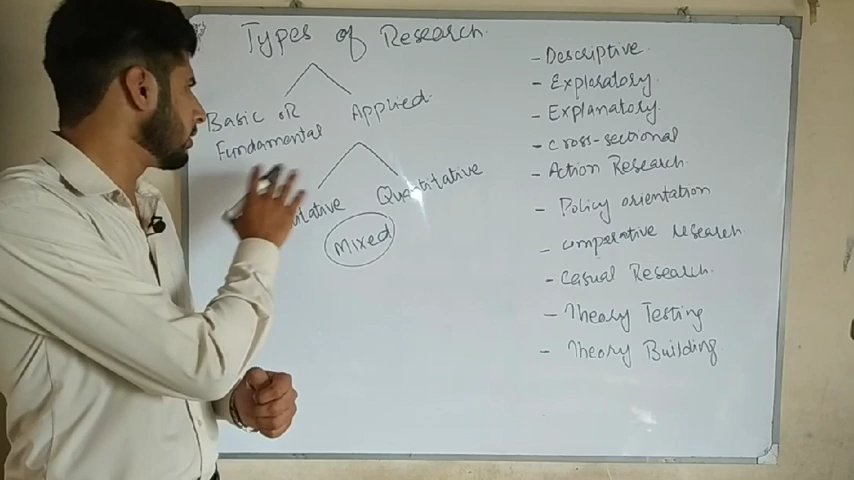 Types of Research
Basic OR Applied
Fundamental
Quantitative
Mixed
- Descriptive
- Exploratory
- Explanatory
- cross-sectional
- Action Research
- Policy orientation
- comparative research
- Casual Research
- Theory Testing
- Theory Building